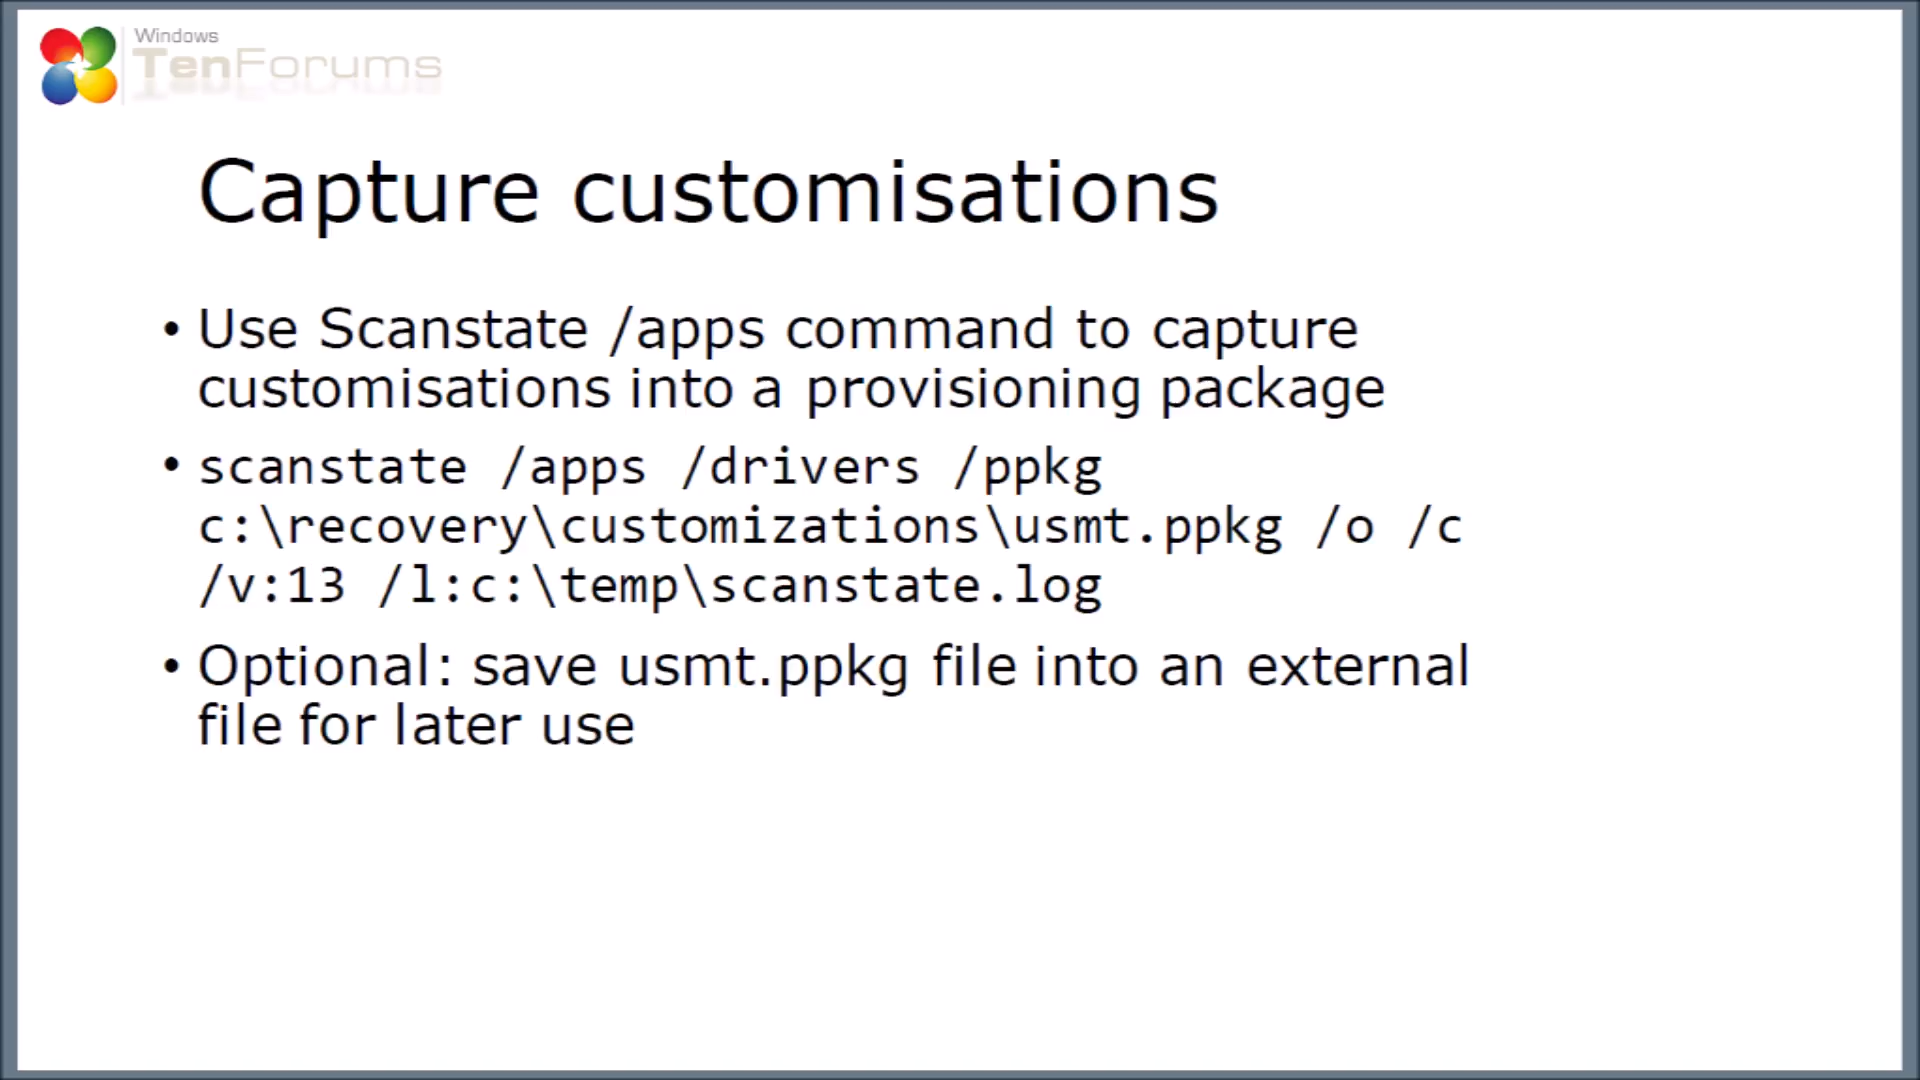 Windows
TenForums
Capture customisations
• Use Scanstate /apps command to capture
customisations into a provisioning package
• scanstate /apps /drivers /ppkg
c:\recovery\customizations\usmt.ppkg /o /c
/v:13 /l:c:\temp\scanstate.log
• Optional: save usmt.ppkg file into an external
file for later use